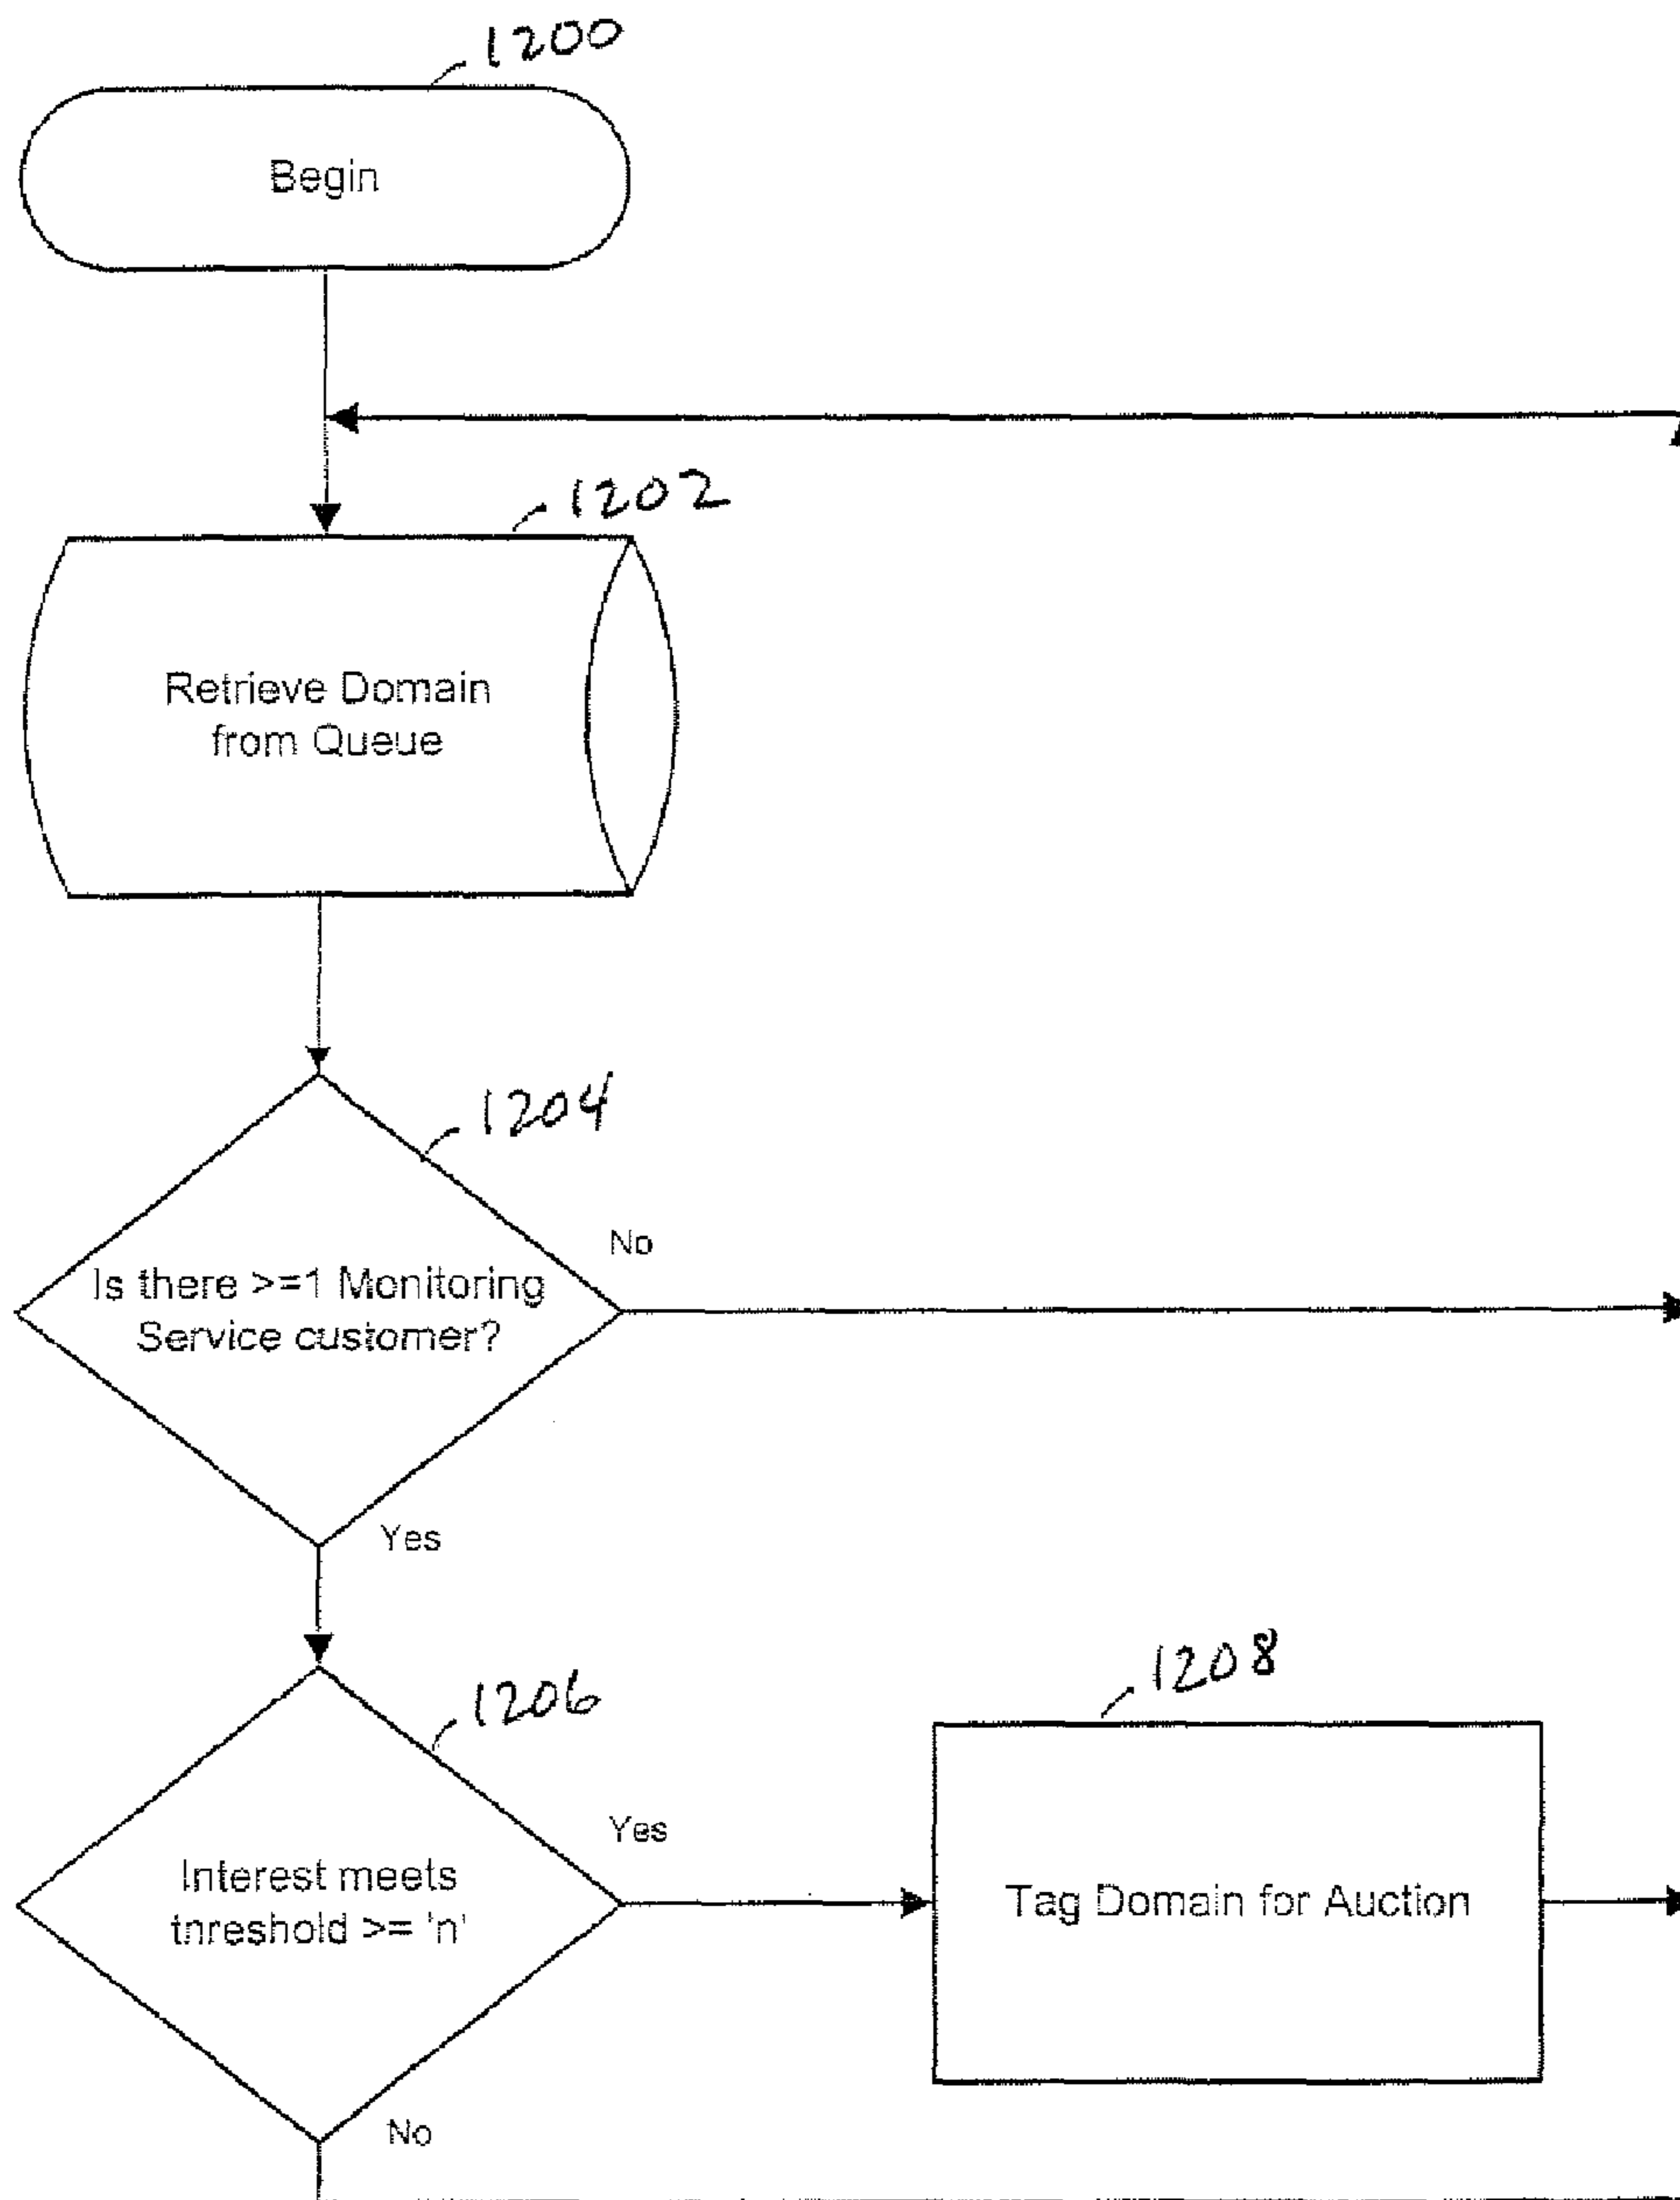 1200
Begin
1202
Retrieve Domain
from Queue
1204
No
Is there >=1 Monitoring
Service customer?
Yes
1206
1208
Yes
Interest meets
tnreshold >= 'n'
Tag Domain for Auction
No